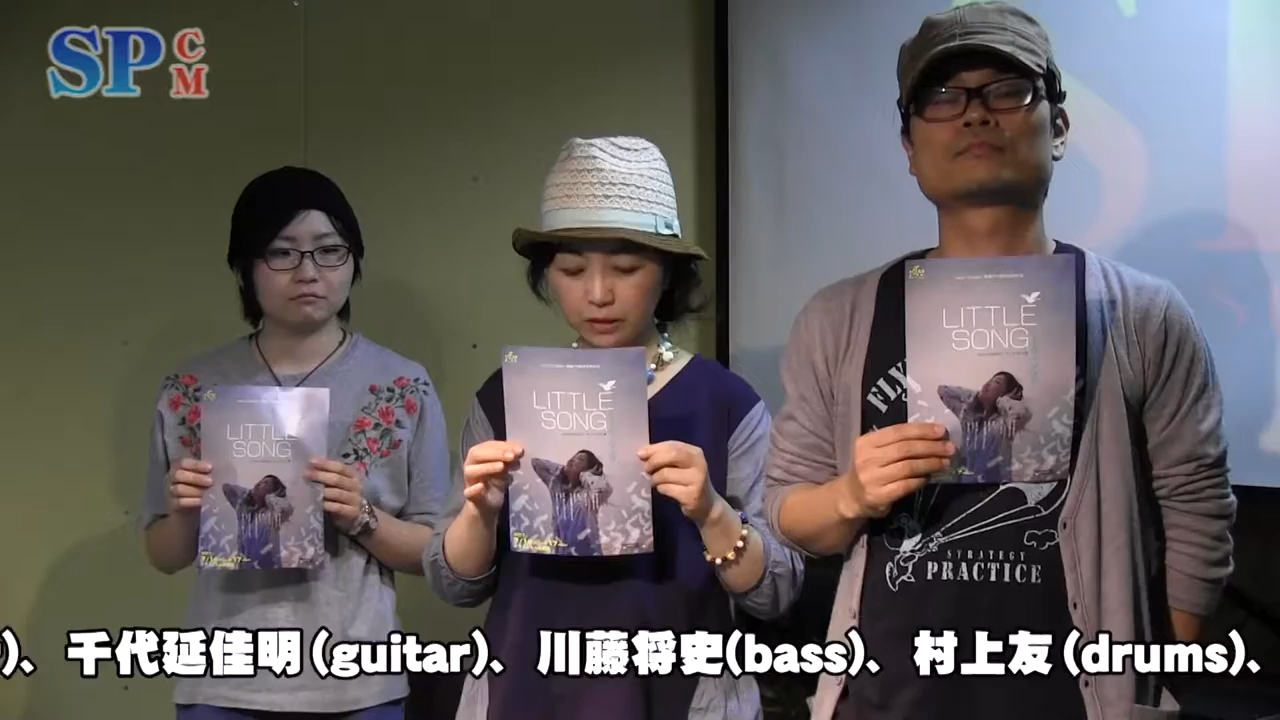 SP
CM
LITTLE
SONG
LITTLE
SONG
LITTLE
SONG
FLY
STRATEGY
PRACTICE
)、千代延佳明(guitar)、川藤将史(bass)、村上友(drums)、